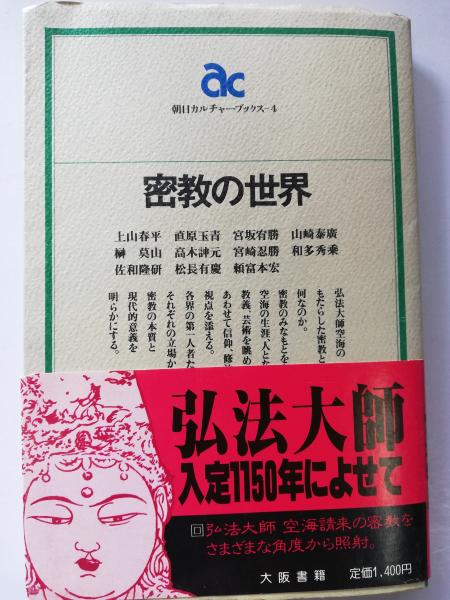 ac
朝日カルチャーブックス-4
密教の世界
上山春平 直原玉青 宮坂宥勝 山崎泰廣
榊 莫山 高木訷元 宮崎忍勝 和多秀乗
佐和隆研 松長有慶 頼富本宏
弘法大師空海の
もたらした密教と
何なのか。
密教のみなもとを
空海の生涯、人とな
教義、芸術を眺め
あわせて信仰、修
視点を添える。
各界の第一人者た
それぞれの立場か
密教の本質と
現代的意義を
明らかにする。
弘法大師
入定1150年によせて
回弘法大師 空海請来の密教を
さまざまな角度から照射。
大阪書籍 定価1,400円